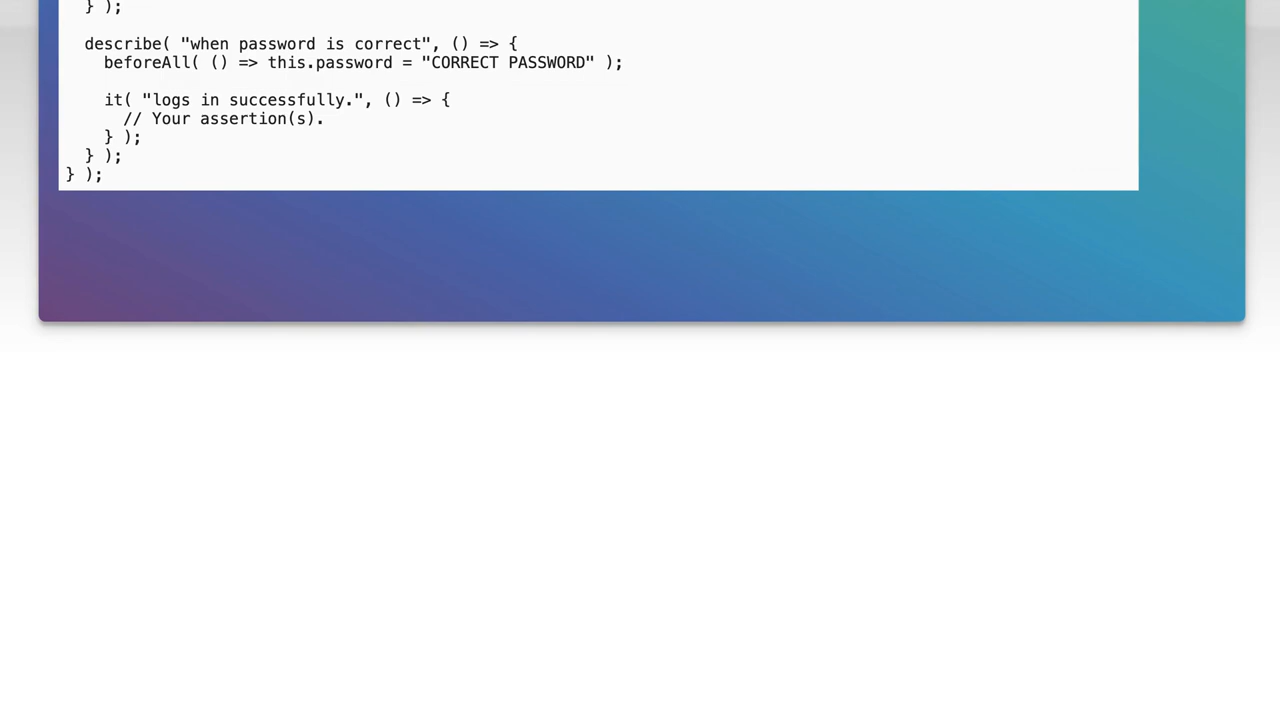 } );
describe( "when password is correct", () => {
beforeAll( () => this.password = "CORRECT PASSWORD" );
it( "logs in successfully.", () => {
// Your assertion(s).
} );
} );
} );